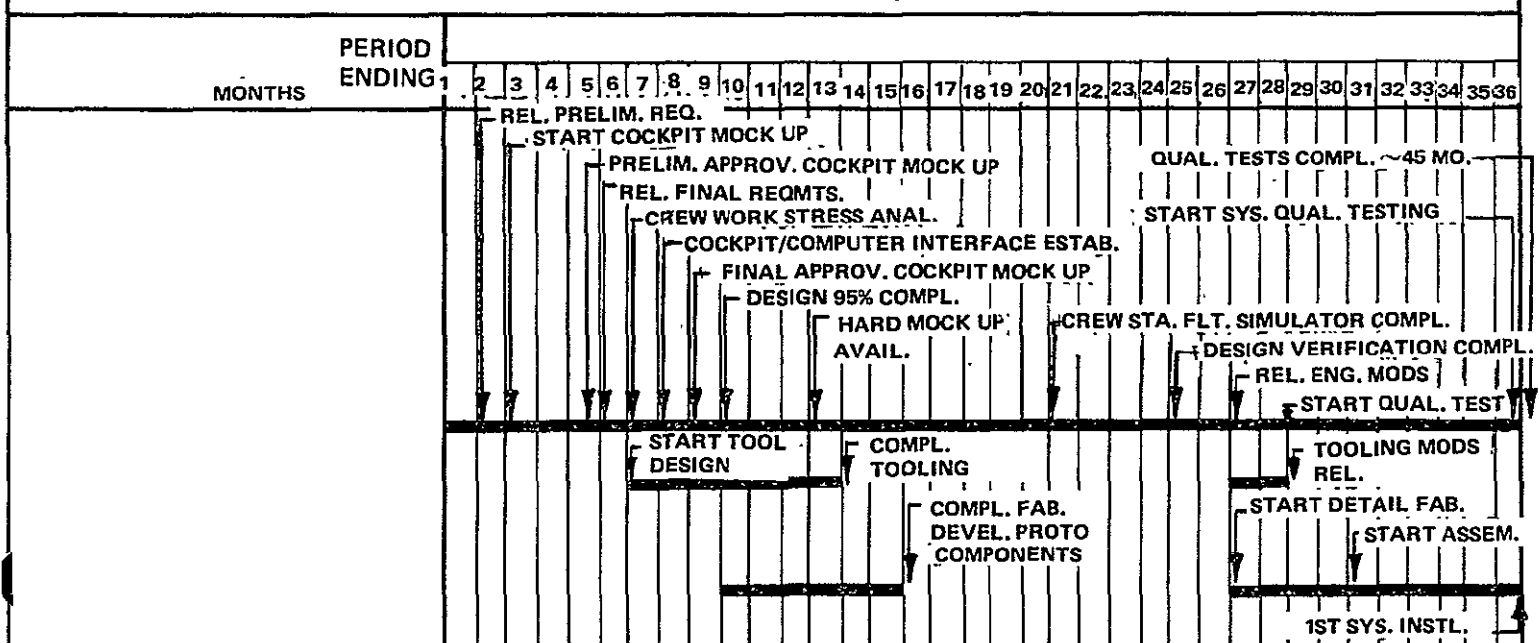 PERIOD
ENDING
MONTHS
1 2 3 4 5 6 7 8 9 10 11 12 13 14 15 16 17 18 19 20 21 22 23 24 25 26 27 28 29 30 31 32 33 34 35 36
REL. PRELIM. REQ.
START COCKPIT MOCK UP
PRELIM. APPROV. COCKPIT MOCK UP
QUAL. TESTS COMPL. ~45 MO.
REL. FINAL REQMTS.
CREW WORK STRESS ANAL.
START SYS. QUAL. TESTING
COCKPIT/COMPUTER INTERFACE ESTAB.
FINAL APPROV. COCKPIT MOCK UP
DESIGN 95% COMPL.
HARD MOCK UP
AVAIL.
CREW STA. FLT. SIMULATOR COMPL.
DESIGN VERIFICATION COMPL.
REL. ENG. MODS
START QUAL. TEST
START TOOL
DESIGN
COMPL.
TOOLING
TOOLING MODS
REL.
COMPL. FAB.
DEVEL. PROTO
COMPONENTS
START DETAIL FAB.
START ASSEM.
1ST SYS. INSTL.